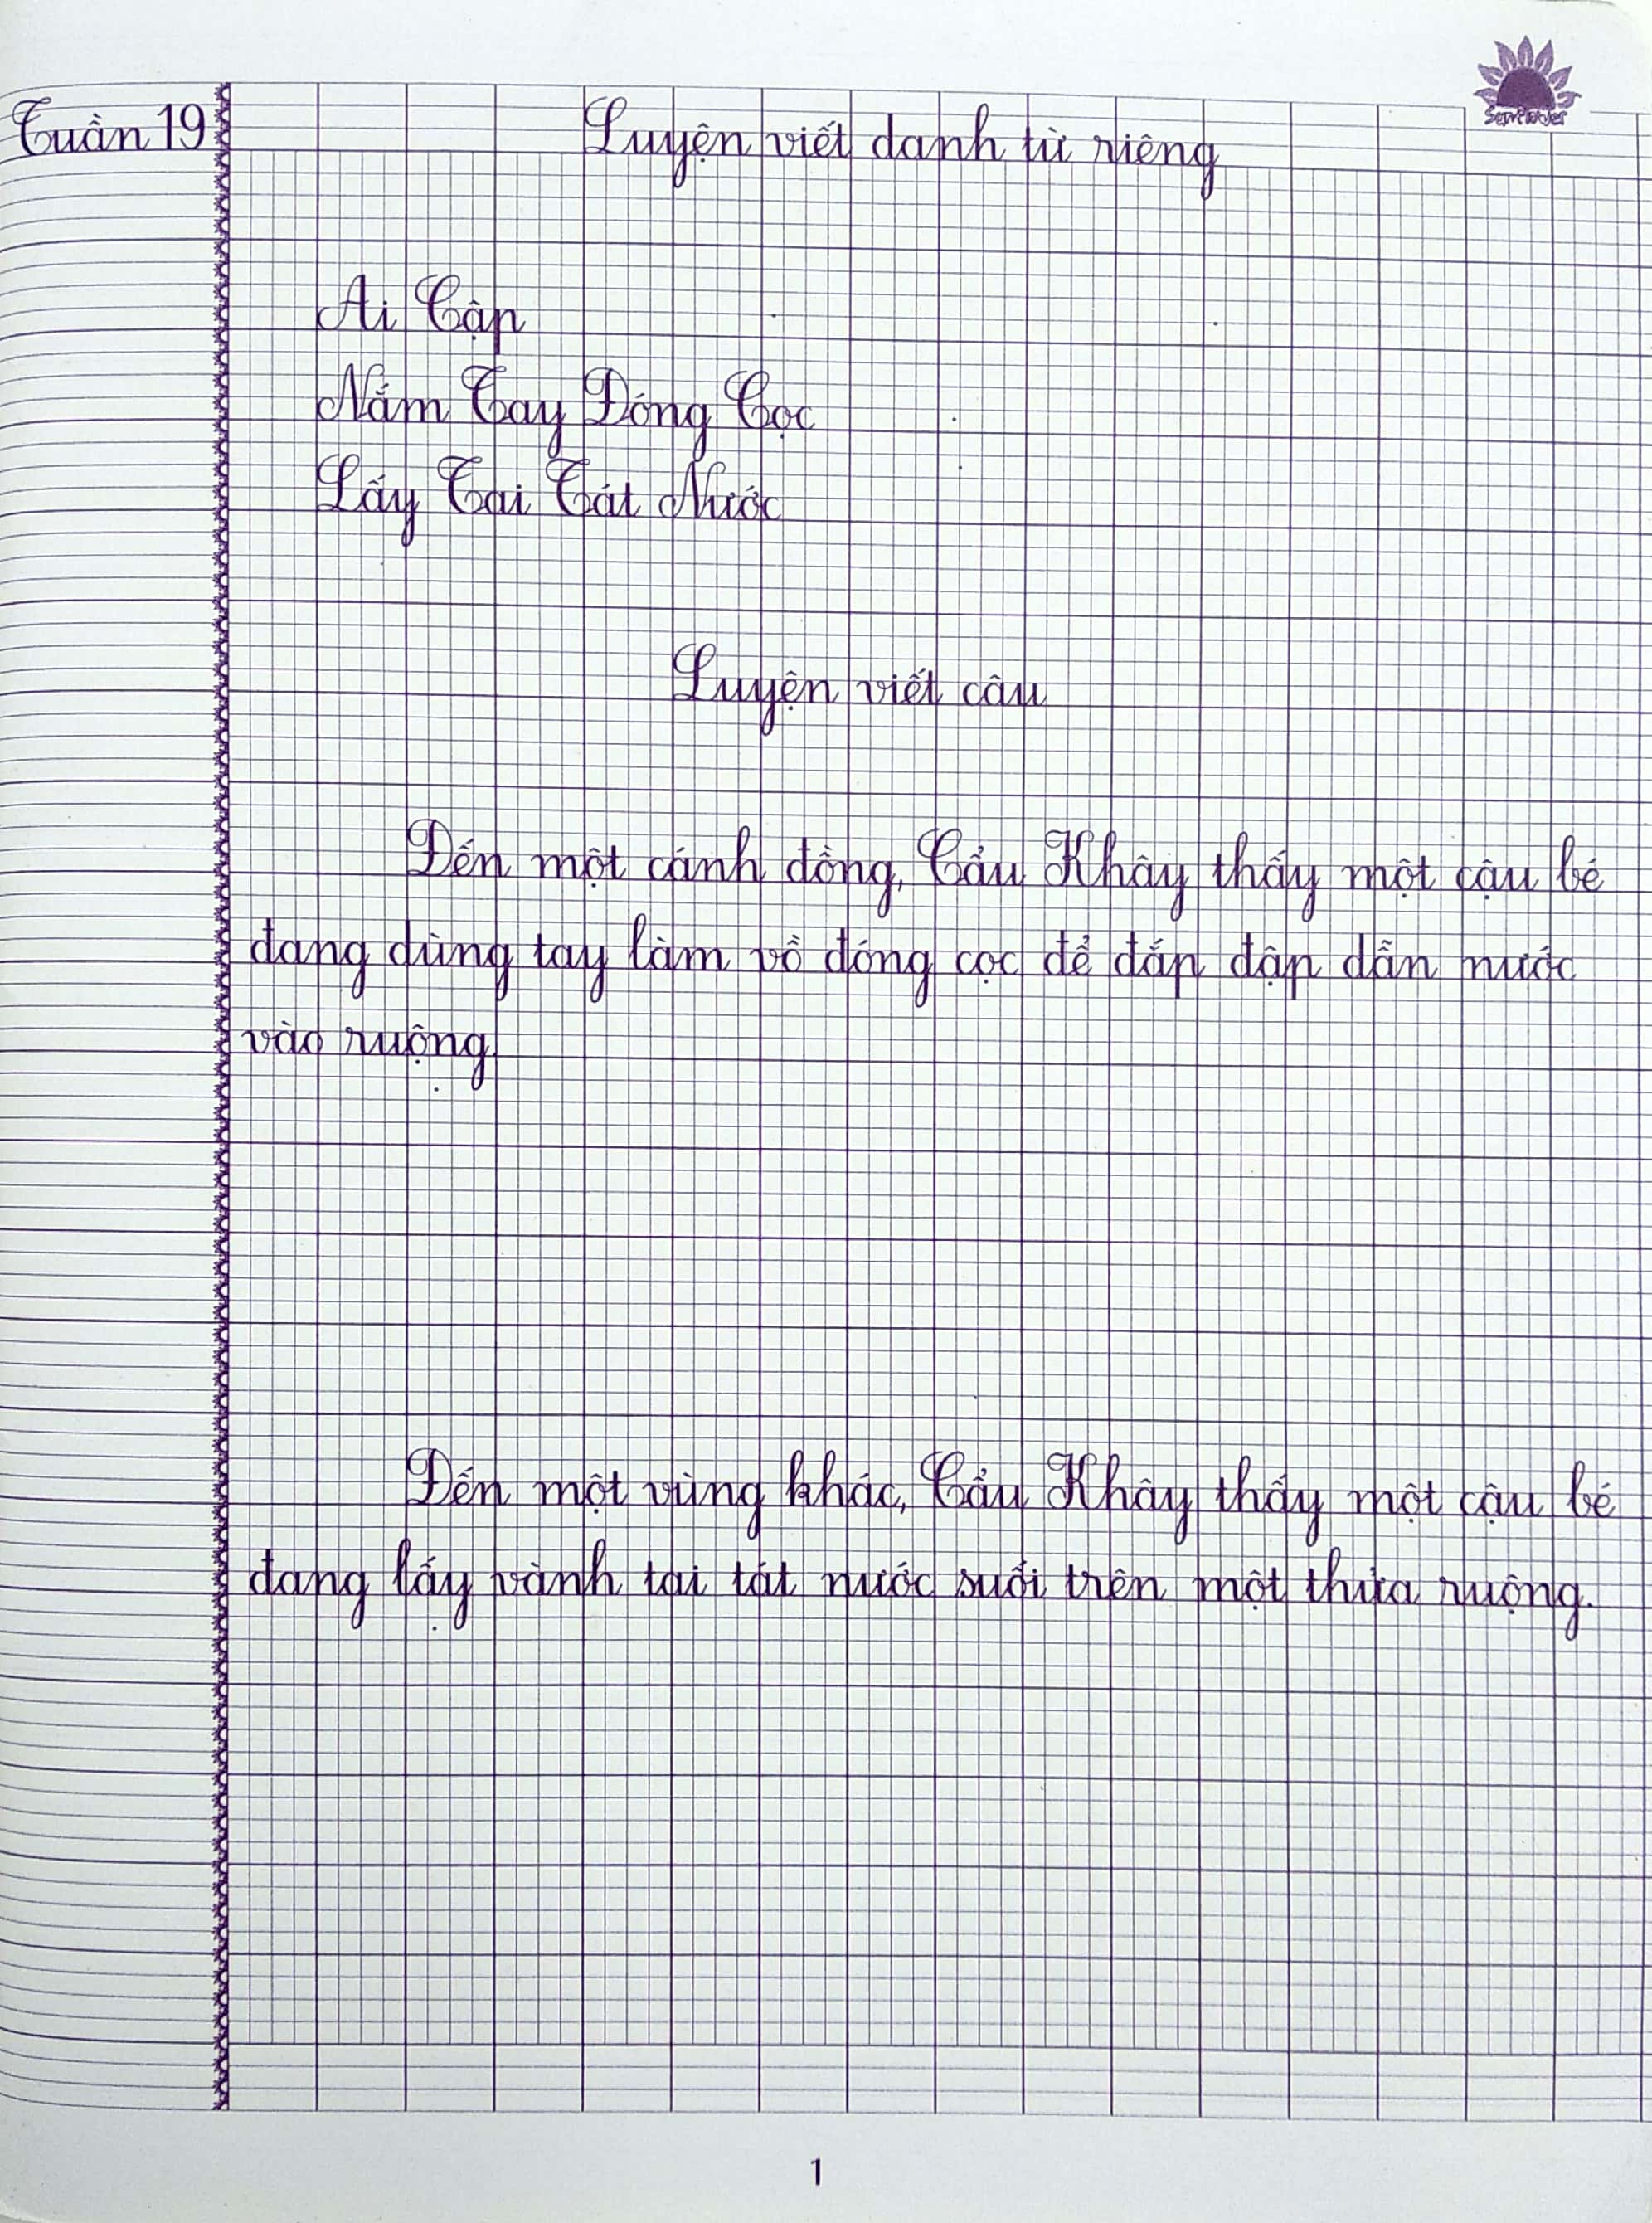 Tuần 19
Luyện viết danh từ riêng
Ai Cập
Nắm Tay Đóng Cọc
Lấy Tai Tát Nước
Luyện viết câu
Đến một cánh đồng, Cẩu Khây thấy một cậu bé
đang dùng tay làm vồ đóng cọc để đắp đập dẫn nước
vào ruộng.
Đến một vùng khác, Cẩu Khây thấy một cậu bé
đang lấy vành tai tát nước suối trên một thửa ruộng.
1